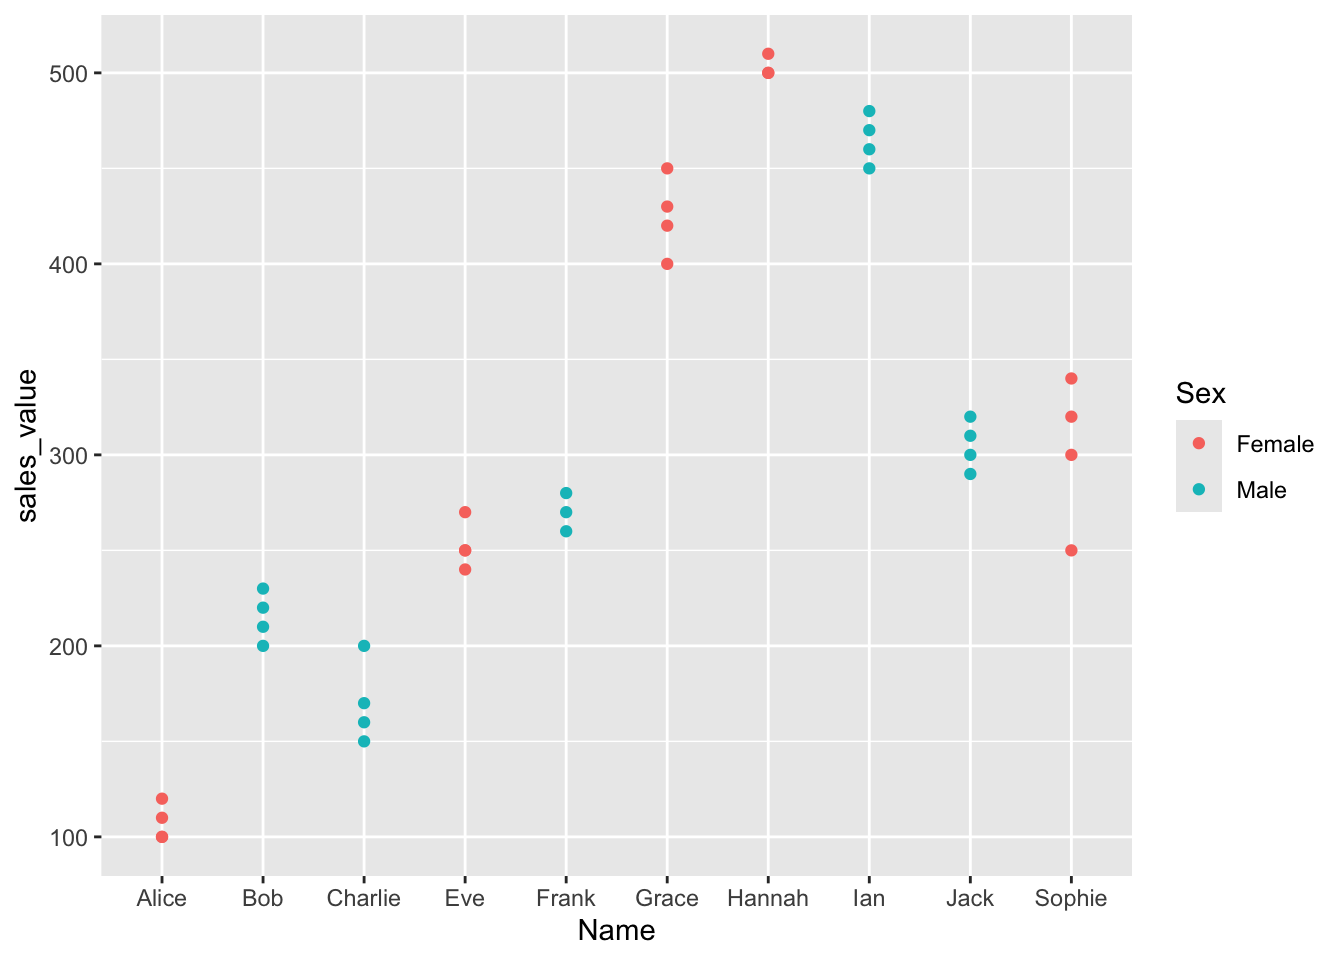 sales_value
500
400
300
200
100
Alice Bob Charlie Eve Frank Grace Hannah Ian Jack Sophie
Name
Sex
Female
Male